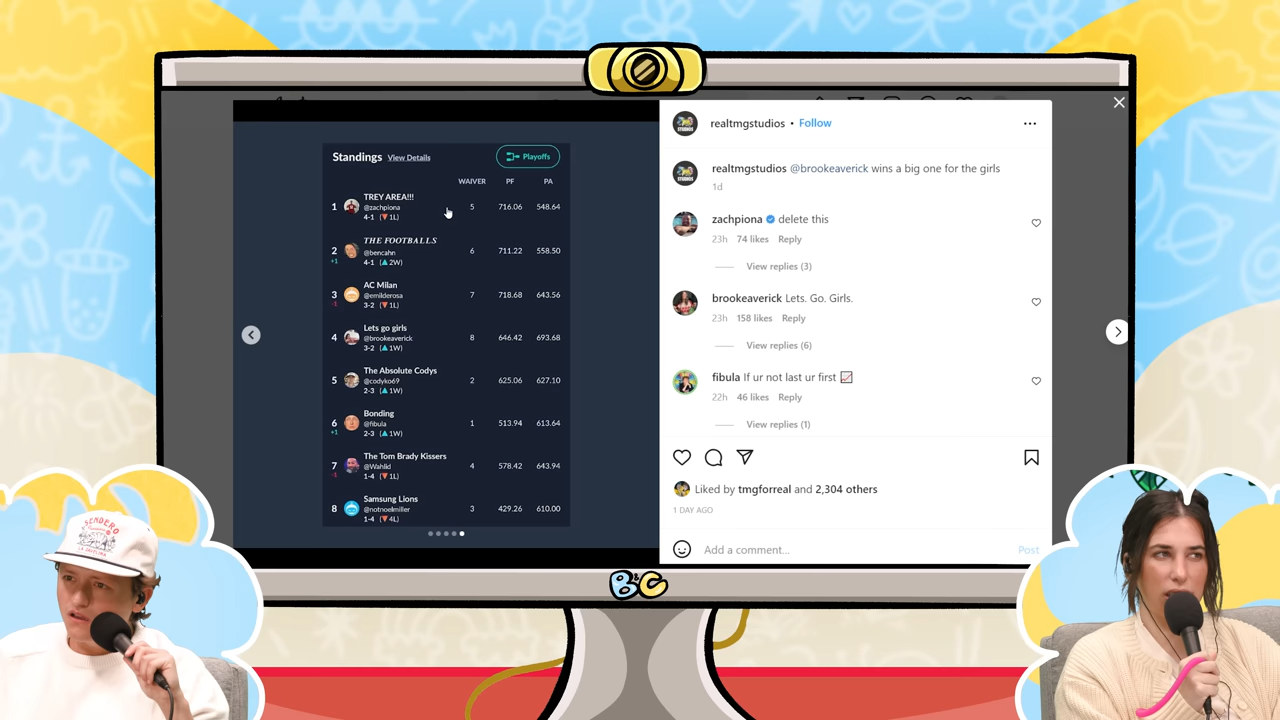 Standings View Details Playoffs
WAIVER PF PA
1 TREY AREA!!! @zachpiona 4-1 (▼1L) 5 716.06 548.64
2 +1 THE FOOTBALLS @bencahn 4-1 (▲2W) 6 711.22 558.50
3 -1 AC Milan @emilderosa 3-2 (▼1L) 7 718.68 643.56
4 Lets go girls @brookeaverick 3-2 (▲1W) 8 646.42 693.68
5 The Absolute Codys @codyko69 2-3 (▲1W) 2 625.06 627.10
6 +1 Bonding @fibula 2-3 (▲1W) 1 513.94 613.64
7 -1 The Tom Brady Kissers @Wahlid 1-4 (▼1L) 4 578.42 643.94
8 Samsung Lions @notnoelmiller 1-4 (▼4L) 3 429.26 610.00
realtmgstudios • Follow
realtmgstudios @brookeaverick wins a big one for the girls
1d
zachpiona delete this
23h 74 likes Reply
View replies (3)
brookeaverick Lets. Go. Girls.
23h 158 likes Reply
View replies (6)
fibula If ur not last ur first 📈
22h 46 likes Reply
View replies (1)
Liked by tmgforreal and 2,304 others
1 DAY AGO
Add a comment... Post
B&C
SENDERO